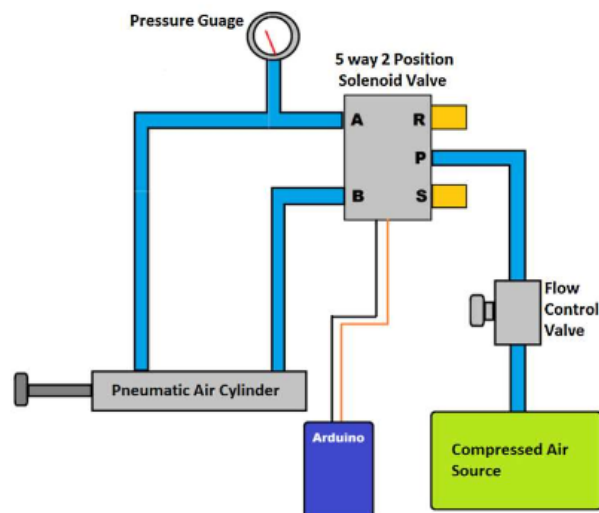 Pressure Guage
5 way 2 Position
Solenoid Valve
A
R
P
B
S
Flow
Control
Valve
Pneumatic Air Cylinder
Arduino
Compressed Air
Source